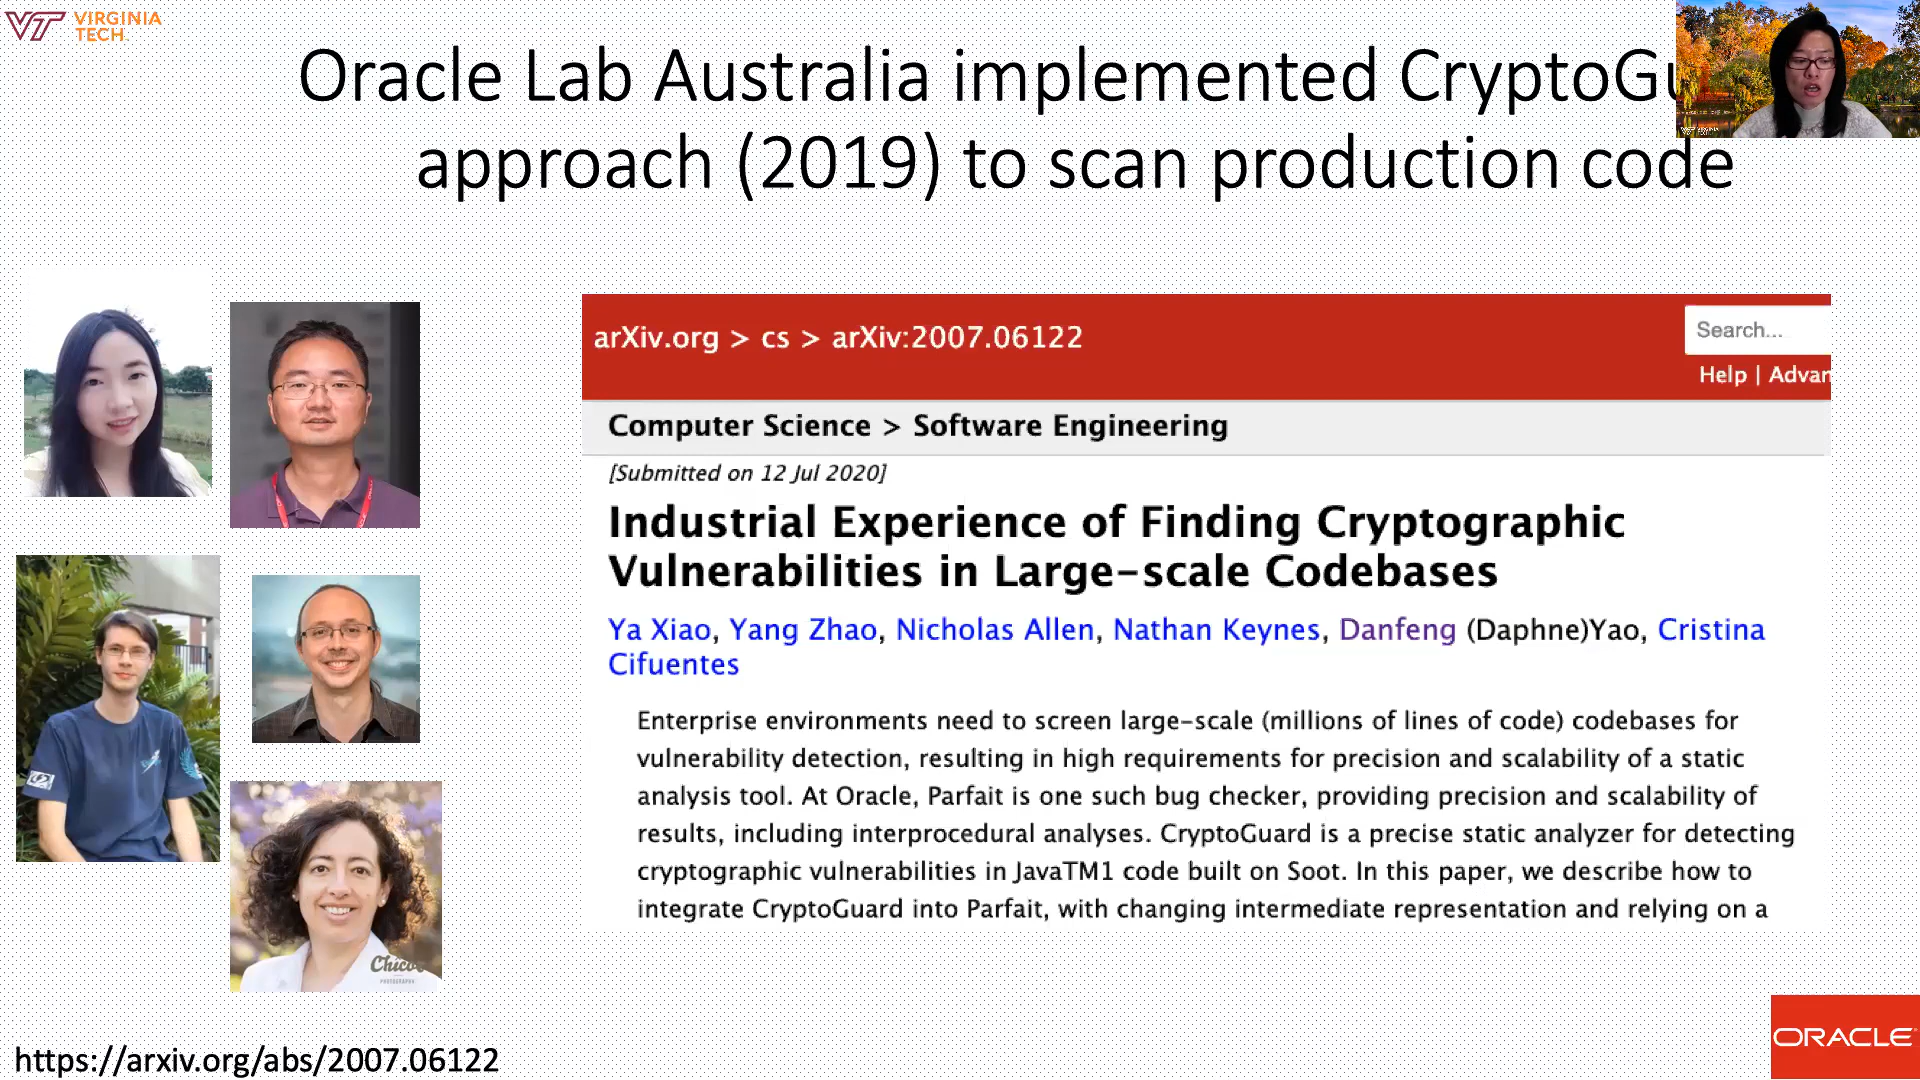 VT VIRGINIA
TECH
Oracle Lab Australia implemented CryptoGu
approach (2019) to scan production code
arXiv.org > cs > arXiv:2007.06122
Search...
Help | Advan
Computer Science > Software Engineering
[Submitted on 12 Jul 2020]
Industrial Experience of Finding Cryptographic
Vulnerabilities in Large-scale Codebases
Ya Xiao, Yang Zhao, Nicholas Allen, Nathan Keynes, Danfeng (Daphne)Yao, Cristina
Cifuentes
Enterprise environments need to screen large-scale (millions of lines of code) codebases for
vulnerability detection, resulting in high requirements for precision and scalability of a static
analysis tool. At Oracle, Parfait is one such bug checker, providing precision and scalability of
results, including interprocedural analyses. CryptoGuard is a precise static analyzer for detecting
cryptographic vulnerabilities in JavaTM1 code built on Soot. In this paper, we describe how to
integrate CryptoGuard into Parfait, with changing intermediate representation and relying on a
PHOTOGRAPHY
https://arxiv.org/abs/2007.06122
ORACLE